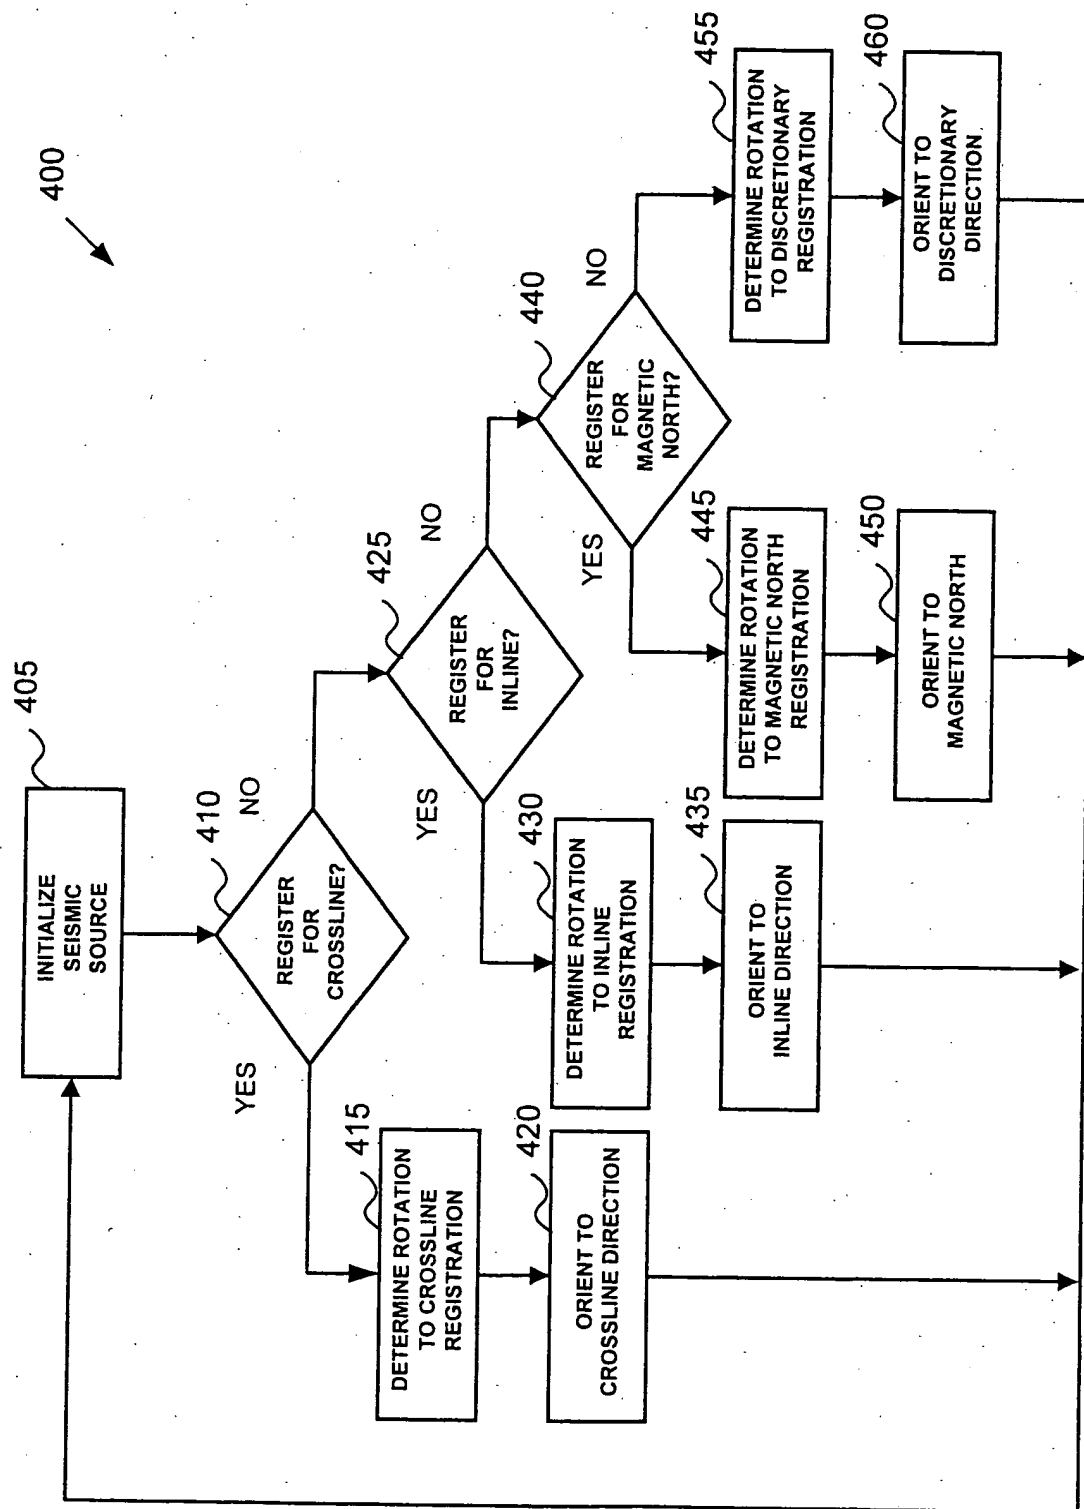 400
405
INITIALIZE
SEISMIC
SOURCE
410
REGISTER
FOR
CROSSLINE?
YES
NO
415
DETERMINE ROTATION
TO CROSSLINE
REGISTRATION
420
ORIENT TO
CROSSLINE DIRECTION
425
REGISTER
FOR
INLINE?
YES
NO
430
DETERMINE ROTATION
TO INLINE
REGISTRATION
435
ORIENT TO
INLINE DIRECTION
440
REGISTER
FOR
MAGNETIC
NORTH?
YES
NO
445
DETERMINE ROTATION
TO MAGNETIC NORTH
REGISTRATION
450
ORIENT TO
MAGNETIC NORTH
455
DETERMINE ROTATION
TO DISCRETIONARY
REGISTRATION
460
ORIENT TO
DISCRETIONARY
DIRECTION